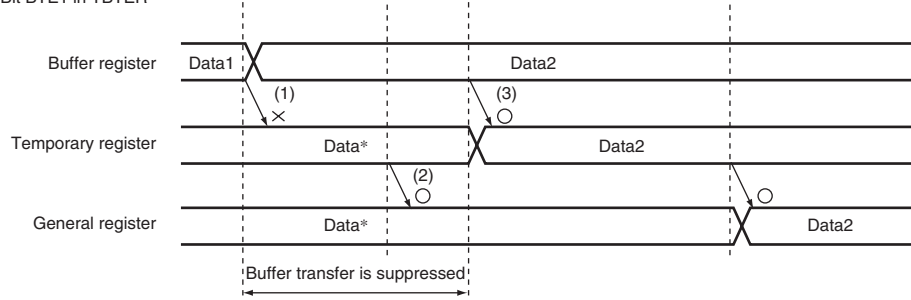 Bit BTE1 in TBTER
Buffer register Data1 Data2
(1) (3)
Temporary register Data* Data2
(2)
General register Data* Data2
Buffer transfer is suppressed